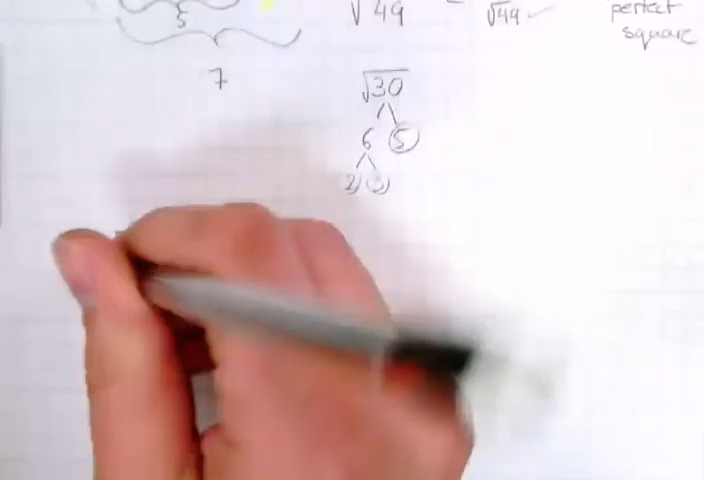 5
√49 = √49 ✓ perfect
square
7
√30
6 5
2 3